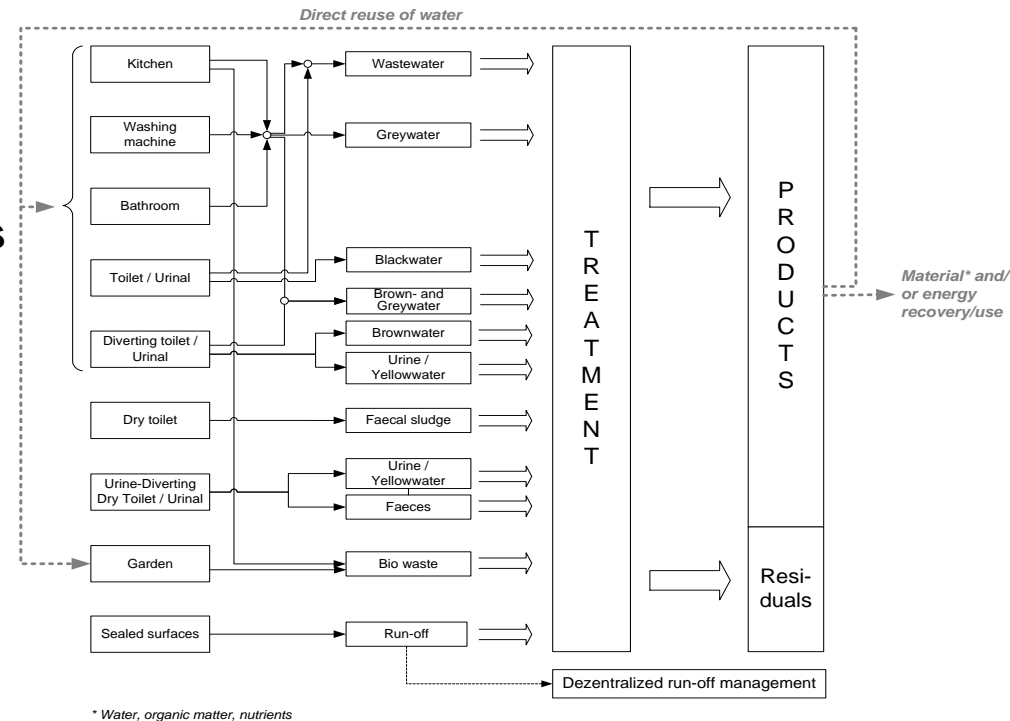 Direct reuse of water
Kitchen
Wastewater
Washing
machine
Greywater
Bathroom
s
Toilet / Urinal
Blackwater
Brown- and
Greywater
Diverting toilet /
Urinal
Brownwater
Urine /
Yellowwater
Dry toilet
Faecal sludge
Urine-Diverting
Dry Toilet / Urinal
Urine /
Yellowwater
Faeces
Garden
Bio waste
Sealed surfaces
Run-off
T
R
E
A
T
M
E
N
T
P
R
O
D
U
C
T
S
Resi-
duals
Material* and/
or energy
recovery/use
Dezentralized run-off management
* Water, organic matter, nutrients